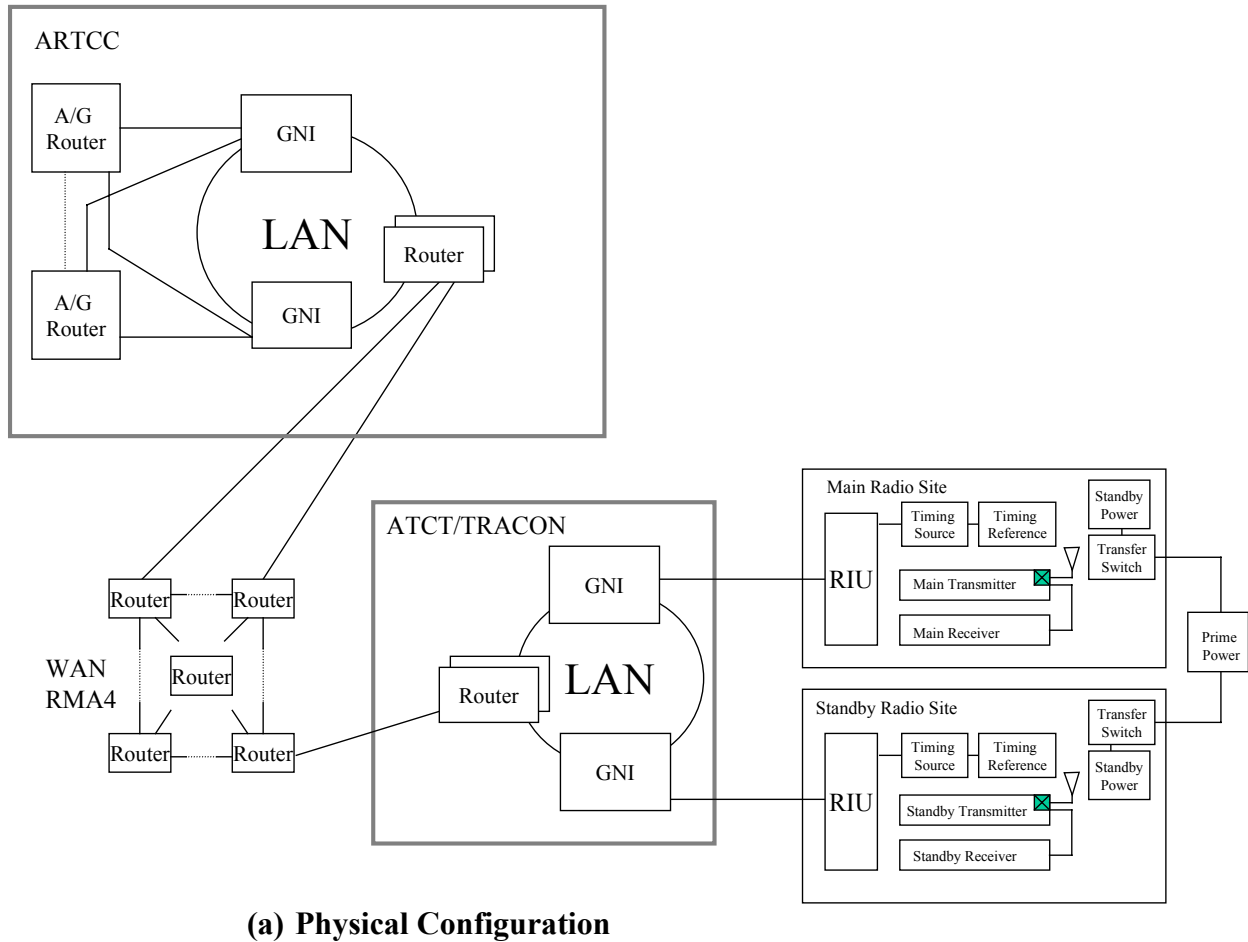 ARTCC
A/G
Router
GNI
LAN
Router
A/G
Router
GNI
ATCT/TRACON
GNI
LAN
Router
GNI
Router
Router
WAN
RMA4
Router
Router
Router
Main Radio Site
RIU
Timing
Source
Timing
Reference
Main Transmitter
Main Receiver
Standby
Power
Transfer
Switch
Prime
Power
Standby Radio Site
RIU
Timing
Source
Timing
Reference
Standby Transmitter
Standby Receiver
Transfer
Switch
Standby
Power
(a) Physical Configuration